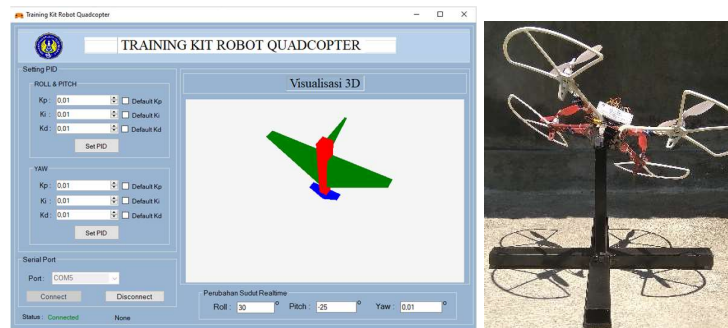 Training Kit Robot Quadcopter
TRAINING KIT ROBOT QUADCOPTER
Setting PID
ROLL & PITCH
Kp : 0.01 Default Kp
Ki : 0.01 Default Ki
Kd : 0.01 Default Kd
Set PID
YAW
Kp : 0.01 Default Kp
Ki : 0.01 Default Ki
Kd : 0.01 Default Kd
Set PID
Serial Port
Port : COM5
Connect Disconnect
Status : Connected None
Visualisasi 3D
Perubahan Sudut Realtime
Roll : 30 ° Pitch : -25 ° Yaw : 0.01 °